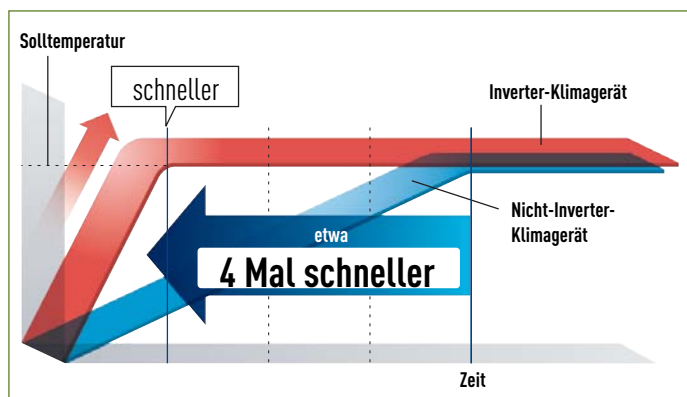 Solltemperatur
schneller
Inverter-Klimagerät
Nicht-Inverter-
Klimagerät
etwa
4 Mal schneller
Zeit